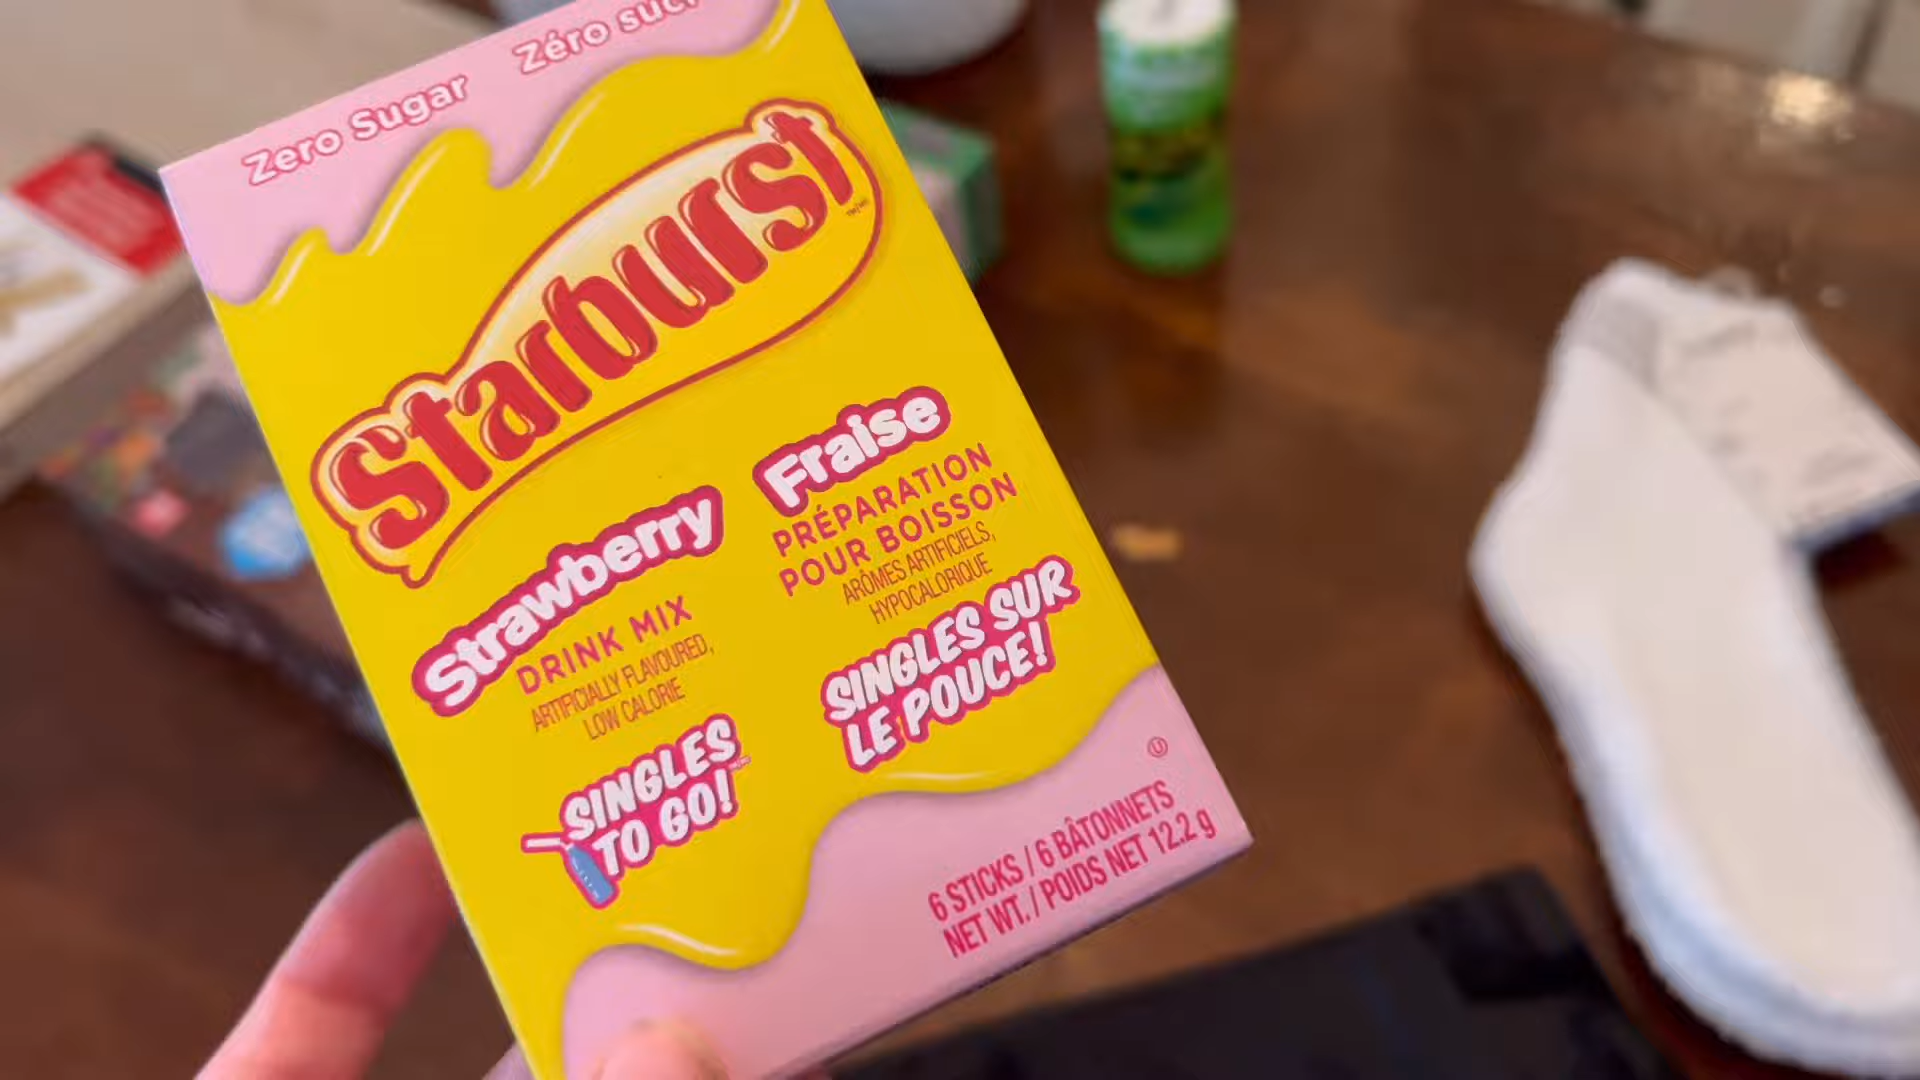 Zero Sugar
Zéro sucr
Starburst
Strawberry
DRINK MIX
ARTIFICIALLY FLAVOURED,
LOW CALORIE
SINGLES
TO GO!
Fraise
PRÉPARATION
POUR BOISSON
ARÔMES ARTIFICIELS,
HYPOCALORIQUE
SINGLES SUR
LE POUCE!
6 STICKS / 6 BÂTONNETS
NET WT. / POIDS NET 12.2 g